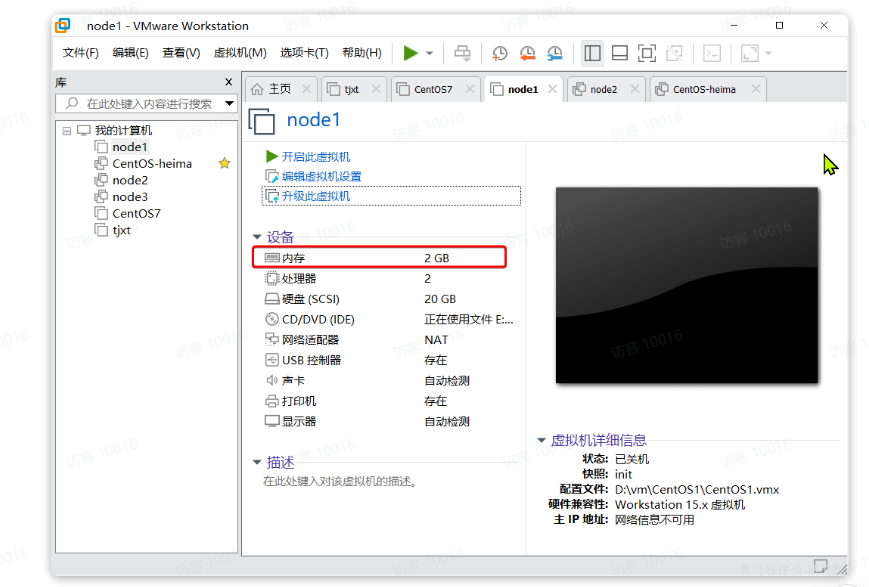 node1 - VMware Workstation
文件(F) 编辑(E) 查看(V) 虚拟机(M) 选项卡(T) 帮助(H)
库
主页 tjxt CentOS7 node1 node2 CentOS-heima
在此处键入内容进行搜索
我的计算机
node1
CentOS-heima
node2
node3
CentOS7
tjxt
node1
开启此虚拟机
编辑虚拟机设置
升级此虚拟机
设备
内存 2 GB
处理器 2
硬盘 (SCSI) 20 GB
CD/DVD (IDE) 正在使用文件 E:...
网络适配器 NAT
USB 控制器 存在
声卡 自动检测
打印机 存在
显示器 自动检测
描述
在此处键入对该虚拟机的描述。
虚拟机详细信息
状态: 已关机
快照: init
配置文件: D:\vm\CentOS1\CentOS1.vmx
硬件兼容性: Workstation 15.x 虚拟机
主 IP 地址: 网络信息不可用
访客 10016